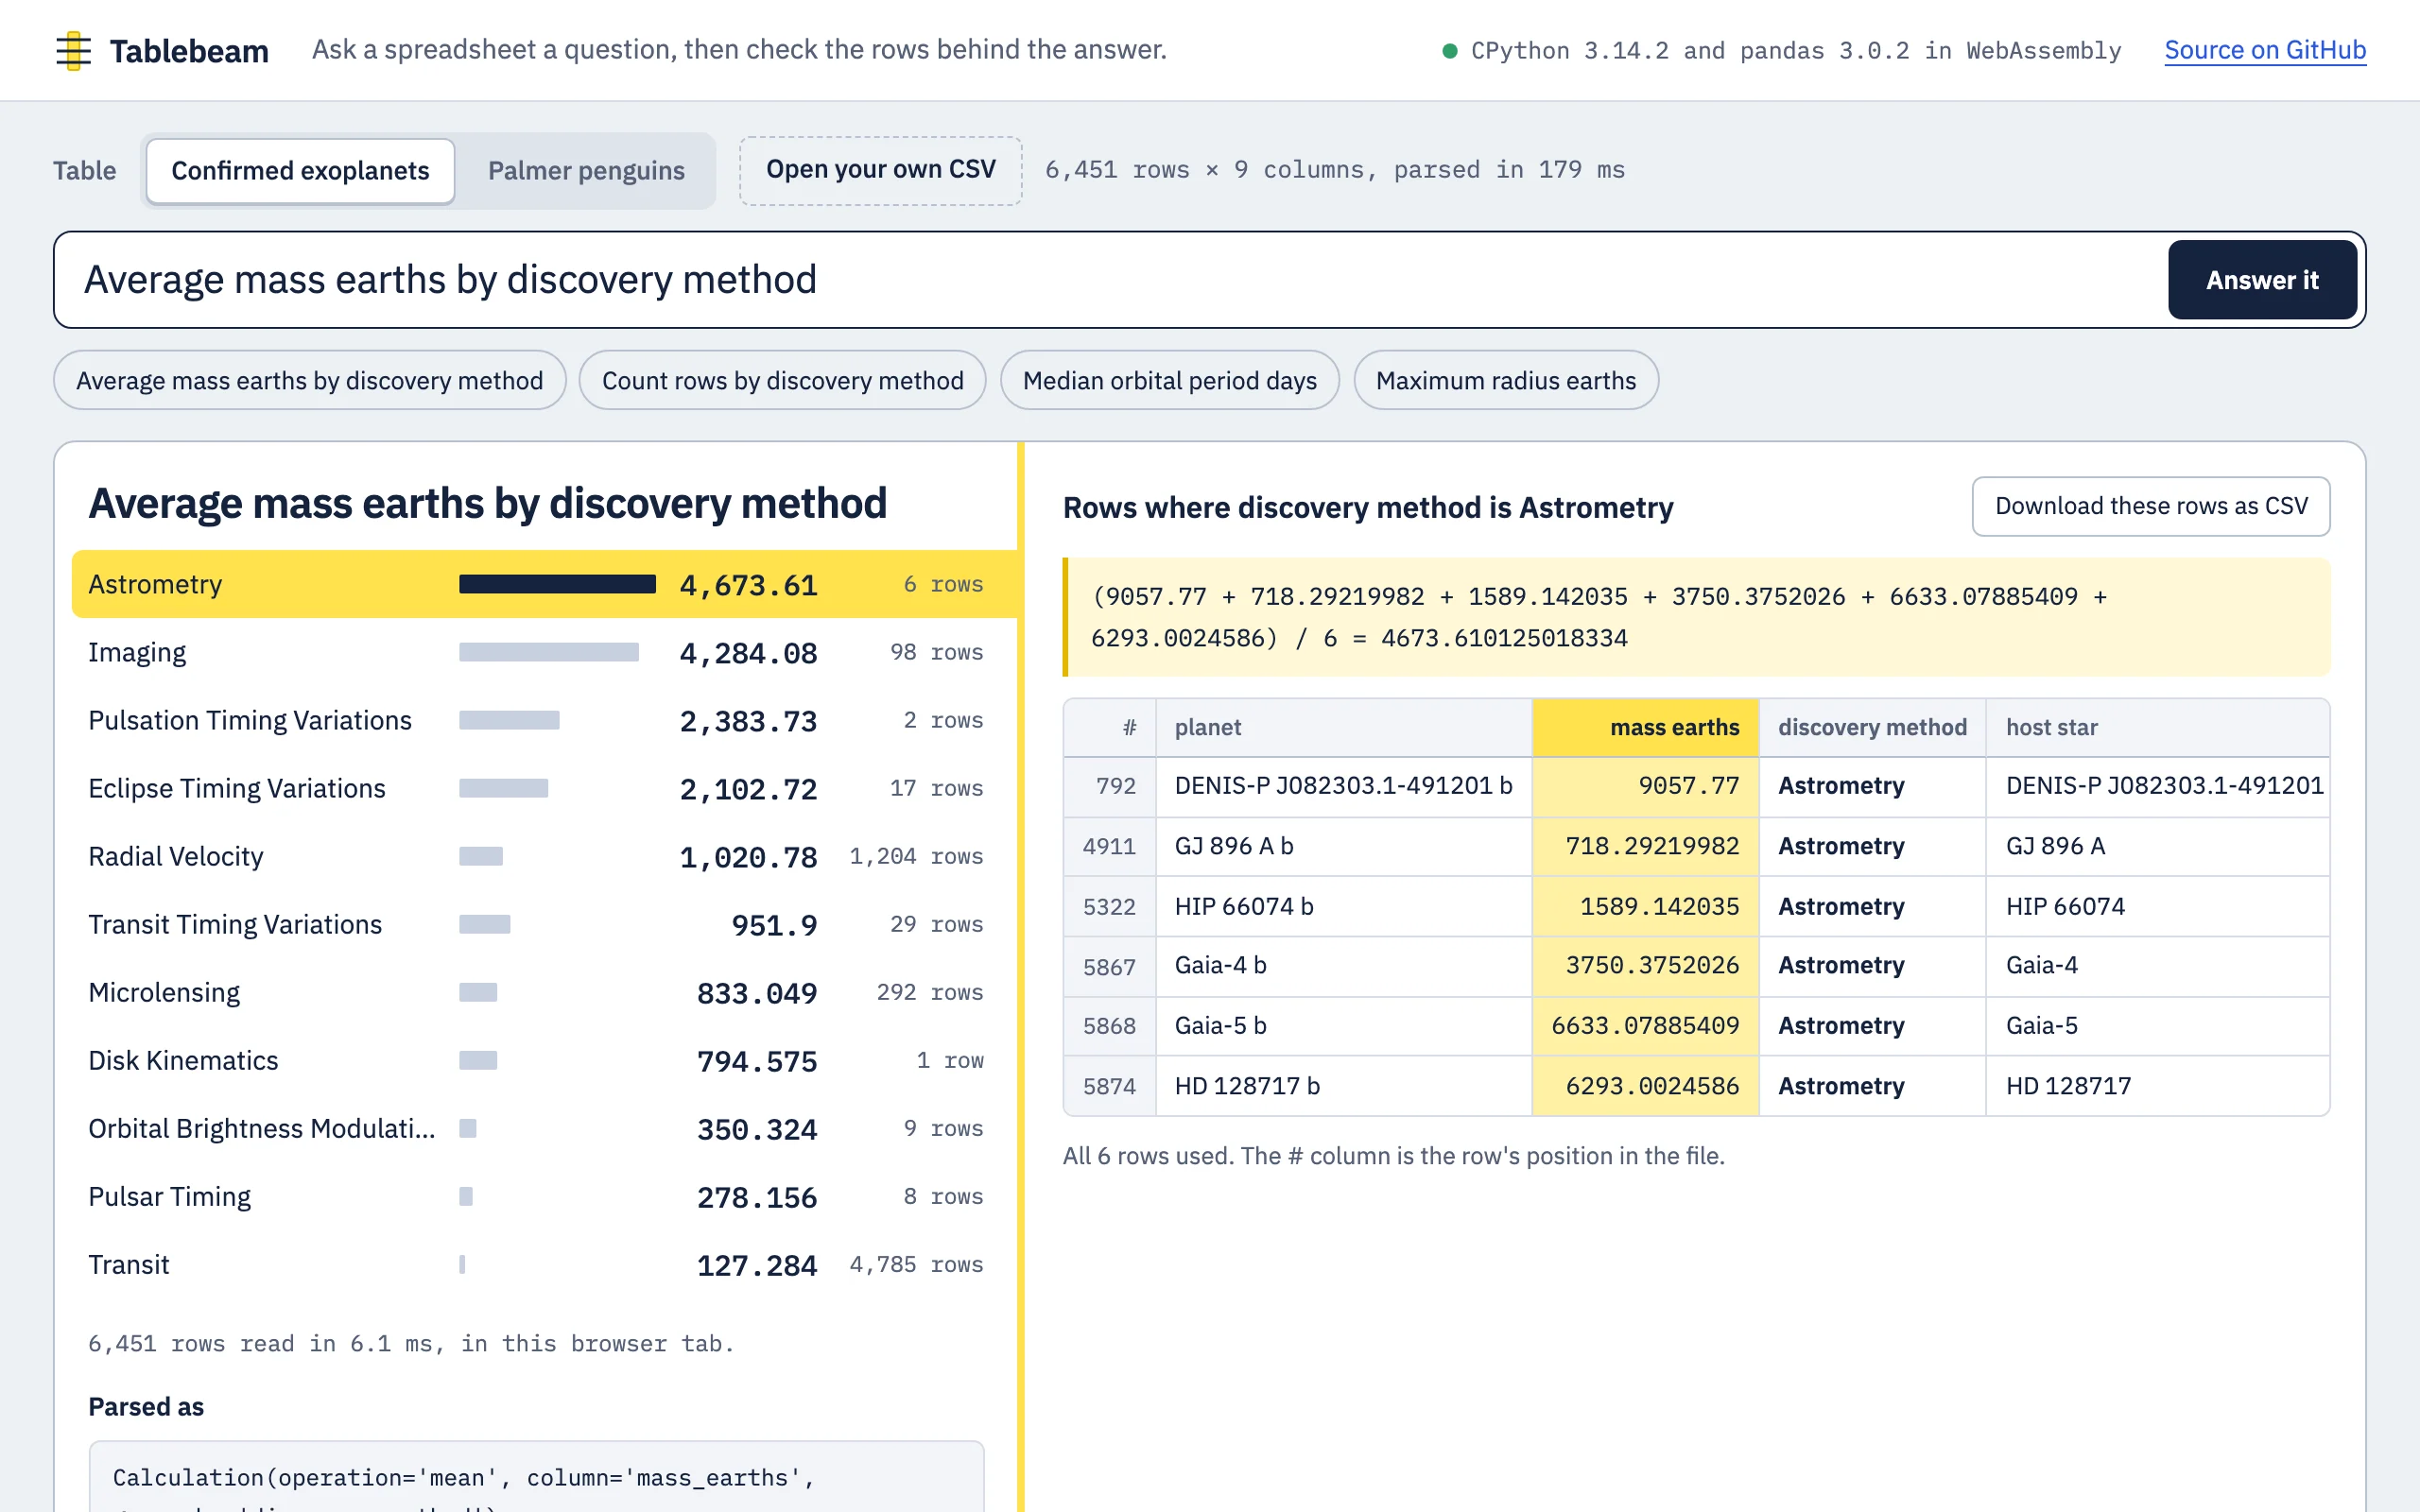 Tablebeam
Ask a spreadsheet a question, then check the rows behind the answer.
CPython 3.14.2 and pandas 3.0.2 in WebAssembly
Source on GitHub
Table
Confirmed exoplanets
Palmer penguins
Open your own CSV
6,451 rows × 9 columns, parsed in 179 ms
Average mass earths by discovery method
Answer it
Average mass earths by discovery method
Count rows by discovery method
Median orbital period days
Maximum radius earths
Average mass earths by discovery method
Astrometry 4,673.61 6 rows
Imaging 4,284.08 98 rows
Pulsation Timing Variations 2,383.73 2 rows
Eclipse Timing Variations 2,102.72 17 rows
Radial Velocity 1,020.78 1,204 rows
Transit Timing Variations 951.9 29 rows
Microlensing 833.049 292 rows
Disk Kinematics 794.575 1 row
Orbital Brightness Modulati... 350.324 9 rows
Pulsar Timing 278.156 8 rows
Transit 127.284 4,785 rows
6,451 rows read in 6.1 ms, in this browser tab.
Parsed as
Calculation(operation='mean', column='mass_earths',
Rows where discovery method is Astrometry
Download these rows as CSV
(9057.77 + 718.29219982 + 1589.142035 + 3750.3752026 + 6633.07885409 +
6293.0024586) / 6 = 4673.610125018334
# planet mass earths discovery method host star
792 DENIS-P J082303.1-491201 b 9057.77 Astrometry DENIS-P J082303.1-491201
4911 GJ 896 A b 718.29219982 Astrometry GJ 896 A
5322 HIP 66074 b 1589.142035 Astrometry HIP 66074
5867 Gaia-4 b 3750.3752026 Astrometry Gaia-4
5868 Gaia-5 b 6633.07885409 Astrometry Gaia-5
5874 HD 128717 b 6293.0024586 Astrometry HD 128717
All 6 rows used. The # column is the row's position in the file.